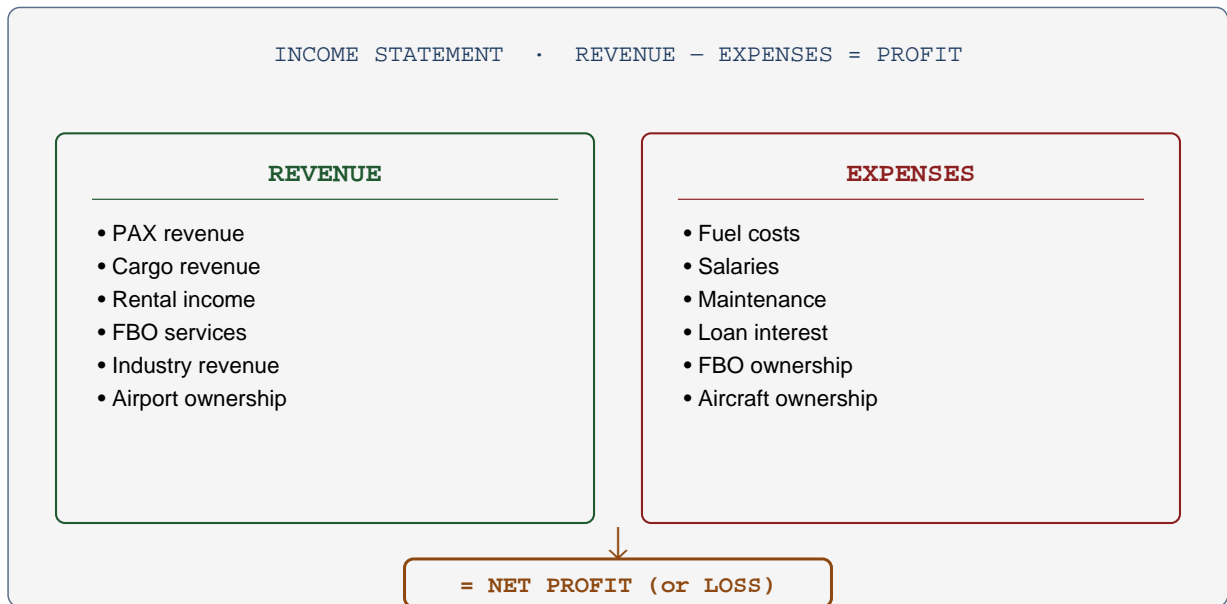 INCOME STATEMENT · REVENUE — EXPENSES = PROFIT
REVENUE
• PAX revenue
• Cargo revenue
• Rental income
• FBO services
• Industry revenue
• Airport ownership
EXPENSES
• Fuel costs
• Salaries
• Maintenance
• Loan interest
• FBO ownership
• Aircraft ownership
= NET PROFIT (or LOSS)